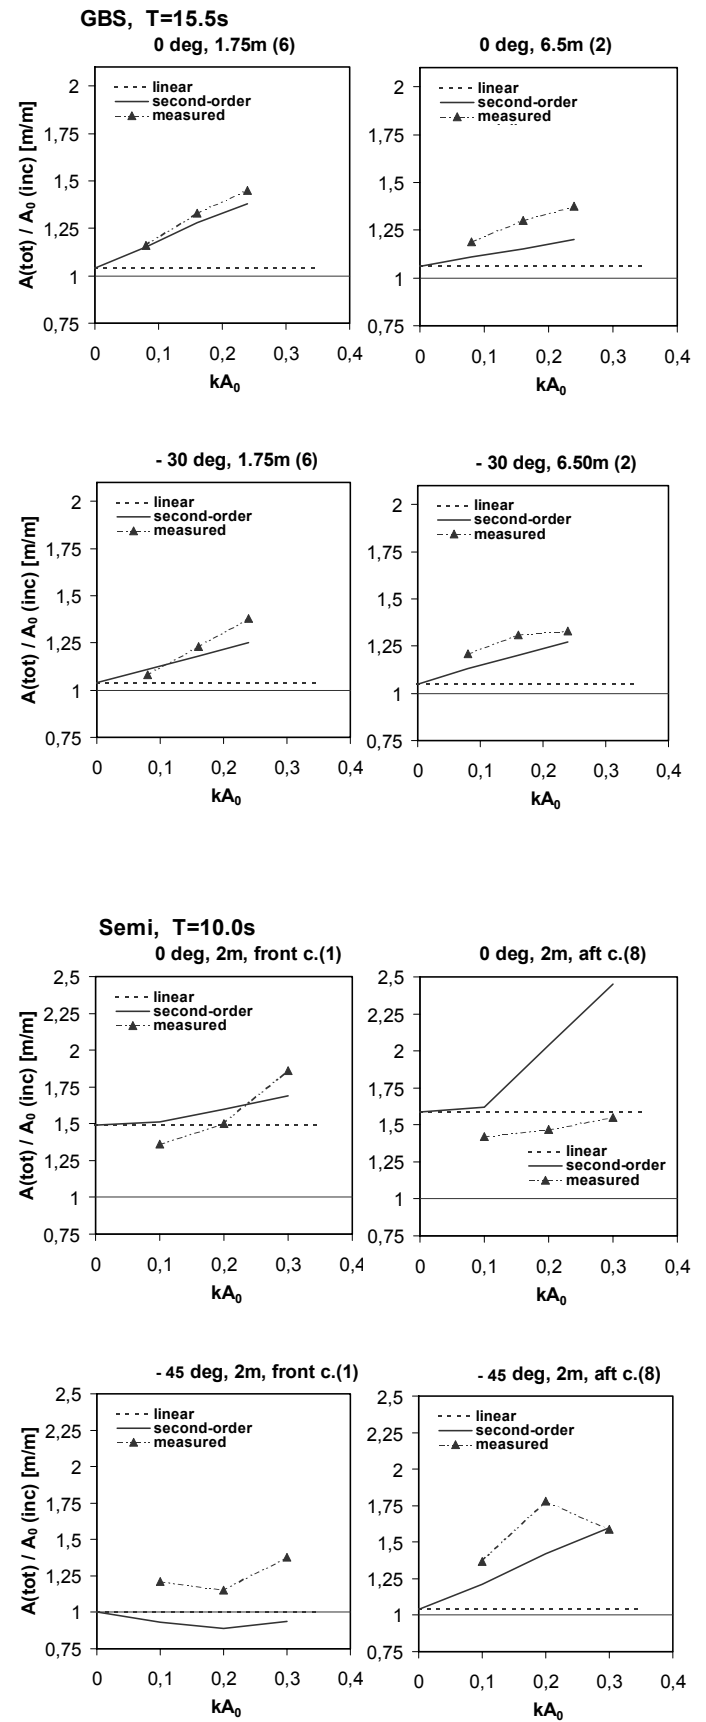 GBS, T=15.5s
0 deg, 1.75m (6)
A(tot) / A₀ (inc) [m/m]
2
1,75
1,5
1,25
1
0,75
linear
second-order
measured
0 0,1 0,2 0,3 0,4
kA₀
0 deg, 6.5m (2)
2
1,75
1,5
1,25
1
0,75
linear
second-order
measured
0 0,1 0,2 0,3 0,4
kA₀
- 30 deg, 1.75m (6)
A(tot) / A₀ (inc) [m/m]
2
1,75
1,5
1,25
1
0,75
linear
second-order
measured
0 0,1 0,2 0,3 0,4
kA₀
- 30 deg, 6.50m (2)
2
1,75
1,5
1,25
1
0,75
linear
second-order
measured
0 0,1 0,2 0,3 0,4
kA₀
Semi, T=10.0s
0 deg, 2m, front c.(1)
A(tot) / A₀ (inc) [m/m]
2,5
2,25
2
1,75
1,5
1,25
1
0,75
linear
second-order
measured
0 0,1 0,2 0,3 0,4
kA₀
0 deg, 2m, aft c.(8)
2,5
2,25
2
1,75
1,5
1,25
1
0,75
linear
second-order
measured
0 0,1 0,2 0,3 0,4
kA₀
- 45 deg, 2m, front c.(1)
A(tot) / A₀ (inc) [m/m]
2,5
2,25
2
1,75
1,5
1,25
1
0,75
linear
second-order
measured
0 0,1 0,2 0,3 0,4
kA₀
- 45 deg, 2m, aft c.(8)
2,5
2,25
2
1,75
1,5
1,25
1
0,75
linear
second-order
measured
0 0,1 0,2 0,3 0,4
kA₀